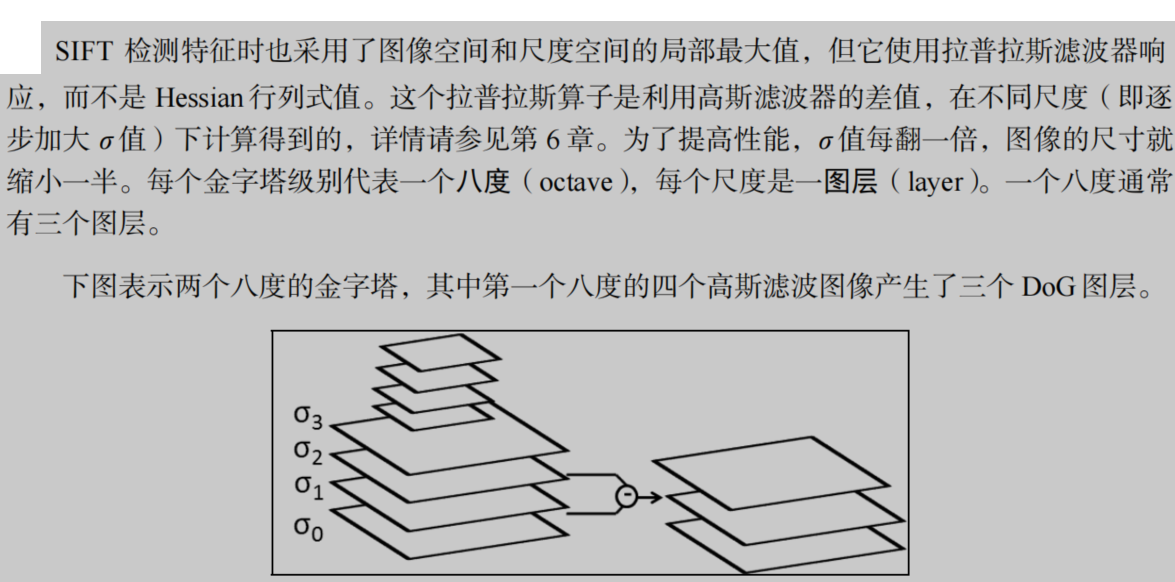 SIFT 检测特征时也采用了图像空间和尺度空间的局部最大值，但它使用拉普拉斯滤波器响
应，而不是 Hessian 行列式值。这个拉普拉斯算子是利用高斯滤波器的差值，在不同尺度（即逐
步加大 σ 值）下计算得到的，详情请参见第 6 章。为了提高性能，σ 值每翻一倍，图像的尺寸就
缩小一半。每个金字塔级别代表一个八度（octave），每个尺度是一图层（layer）。一个八度通常
有三个图层。
下图表示两个八度的金字塔，其中第一个八度的四个高斯滤波图像产生了三个 DoG 图层。
σ3
σ2
σ1
σ0
-